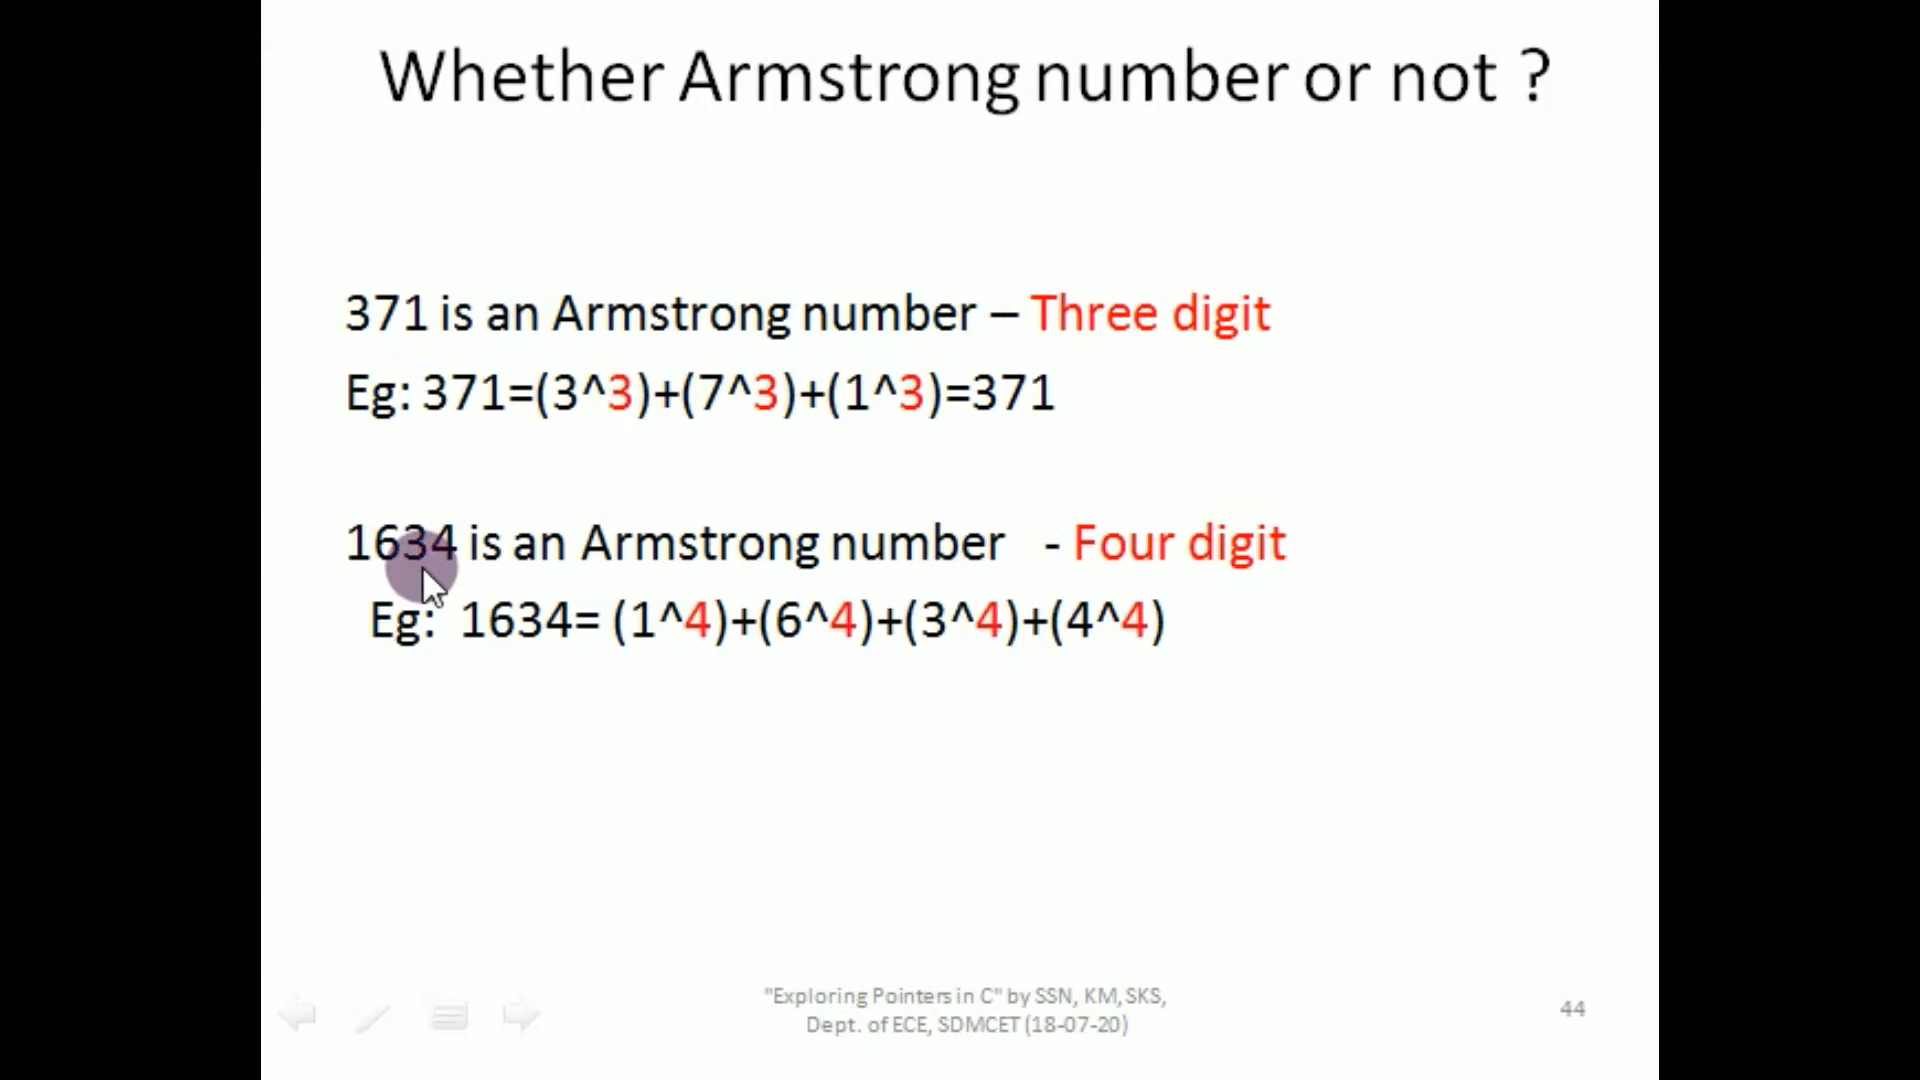 Whether Armstrong number or not ?
371 is an Armstrong number – Three digit
Eg: 371=(3^3)+(7^3)+(1^3)=371
1634 is an Armstrong number - Four digit
Eg: 1634= (1^4)+(6^4)+(3^4)+(4^4)
"Exploring Pointers in C" by SSN, KM, SKS,
Dept. of ECE, SDMCET (18-07-20)
44